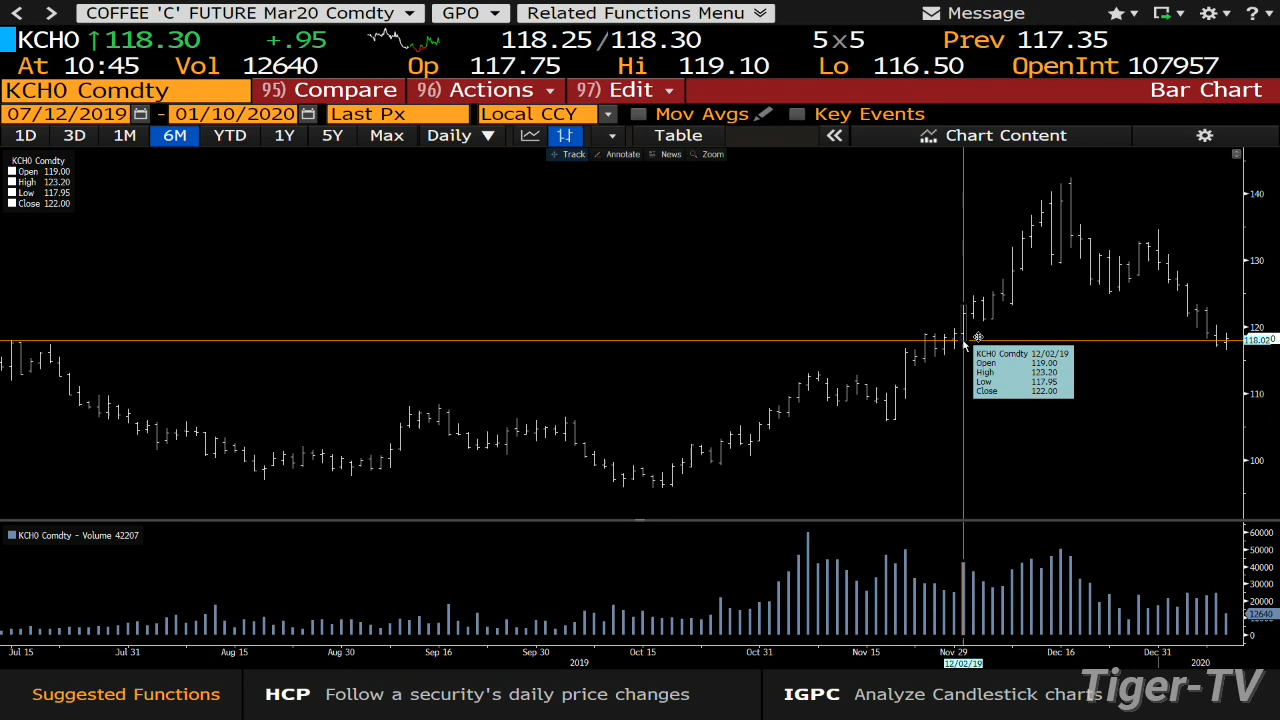 COFFEE 'C' FUTURE Mar20 Comdty GPO Related Functions Menu Message
KCH0 ↑118.30 +.95 118.25/118.30 5x5 Prev 117.35
At 10:45 Vol 12640 Op 117.75 Hi 119.10 Lo 116.50 OpenInt 107957
KCH0 Comdty 95) Compare 96) Actions 97) Edit Bar Chart
07/12/2019 - 01/10/2020 Last Px Local CCY Mov Avgs Key Events
1D 3D 1M 6M YTD 1Y 5Y Max Daily ▼ Table Chart Content
Track Annotate News Zoom
KCH0 Comdty
Open 119.00
High 123.20
Low 117.95
Close 122.00
140
130
120
118.02
110
100
KCH0 Comdty 12/02/19
Open 119.00
High 123.20
Low 117.95
Close 122.00
KCH0 Comdty - Volume 42207
60000
50000
40000
30000
20000
12640
0
Jul 15 Jul 31 Aug 15 Aug 30 Sep 16 Sep 30 Oct 15 Oct 31 Nov 15 Nov 29 Dec 16 Dec 31
2019 12/02/19 2020
Suggested Functions HCP Follow a security's daily price changes IGPC Analyze Candlestick charts
Tiger-TV